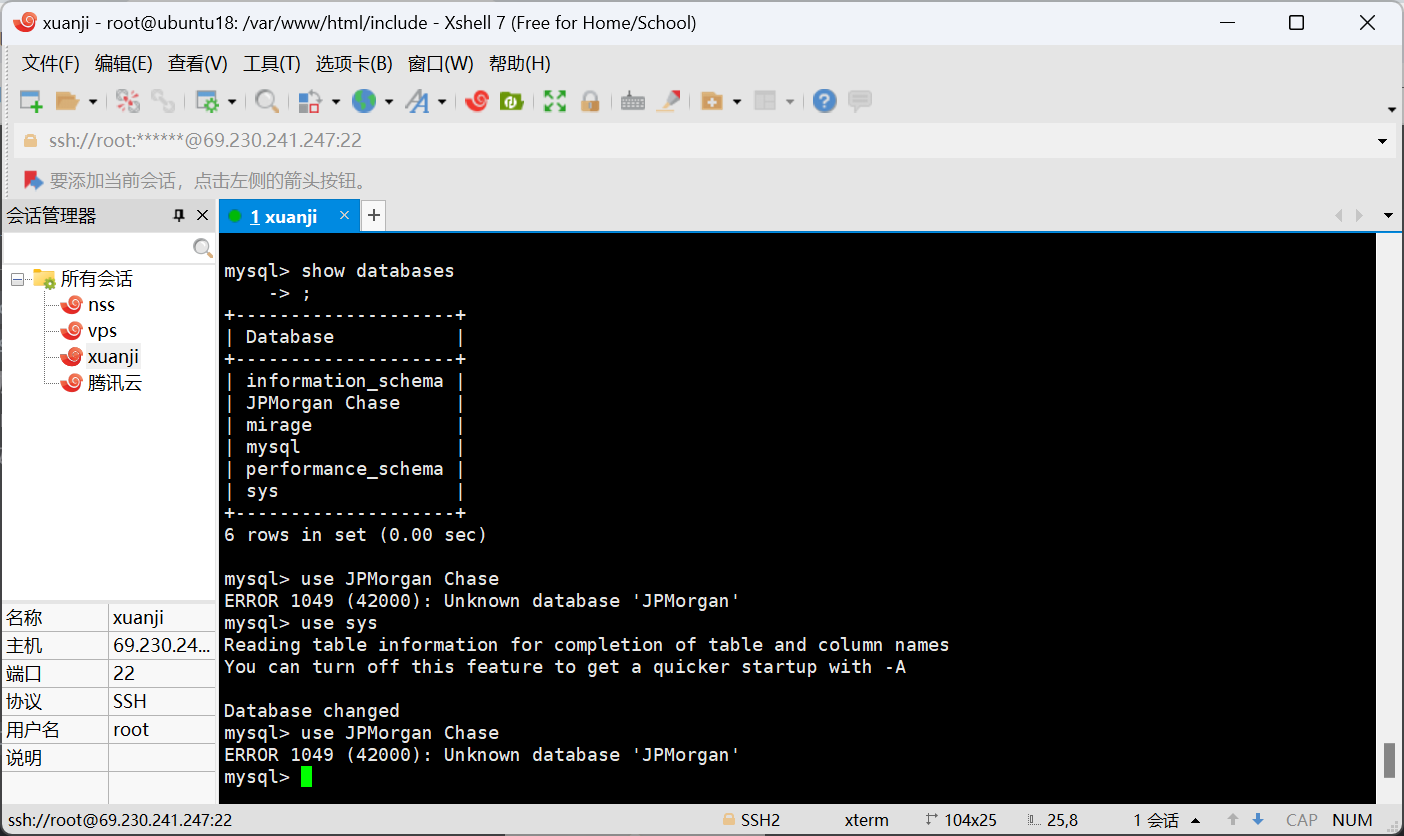 xuanji - root@ubuntu18: /var/www/html/include - Xshell 7 (Free for Home/School)
文件(F) 编辑(E) 查看(V) 工具(T) 选项卡(B) 窗口(W) 帮助(H)
ssh://root:******@69.230.241.247:22
要添加当前会话，点击左侧的箭头按钮。
会话管理器
1 xuanji
所有会话
nss
vps
xuanji
腾讯云
名称 xuanji
主机 69.230.24...
端口 22
协议 SSH
用户名 root
说明
mysql> show databases
    -> ;
+--------------------+
| Database           |
+--------------------+
| information_schema |
| JPMorgan Chase     |
| mirage             |
| mysql              |
| performance_schema |
| sys                |
+--------------------+
6 rows in set (0.00 sec)
mysql> use JPMorgan Chase
ERROR 1049 (42000): Unknown database 'JPMorgan'
mysql> use sys
Reading table information for completion of table and column names
You can turn off this feature to get a quicker startup with -A
Database changed
mysql> use JPMorgan Chase
ERROR 1049 (42000): Unknown database 'JPMorgan'
mysql>
ssh://root@69.230.241.247:22 SSH2 xterm 104x25 25,8 1 会话 CAP NUM